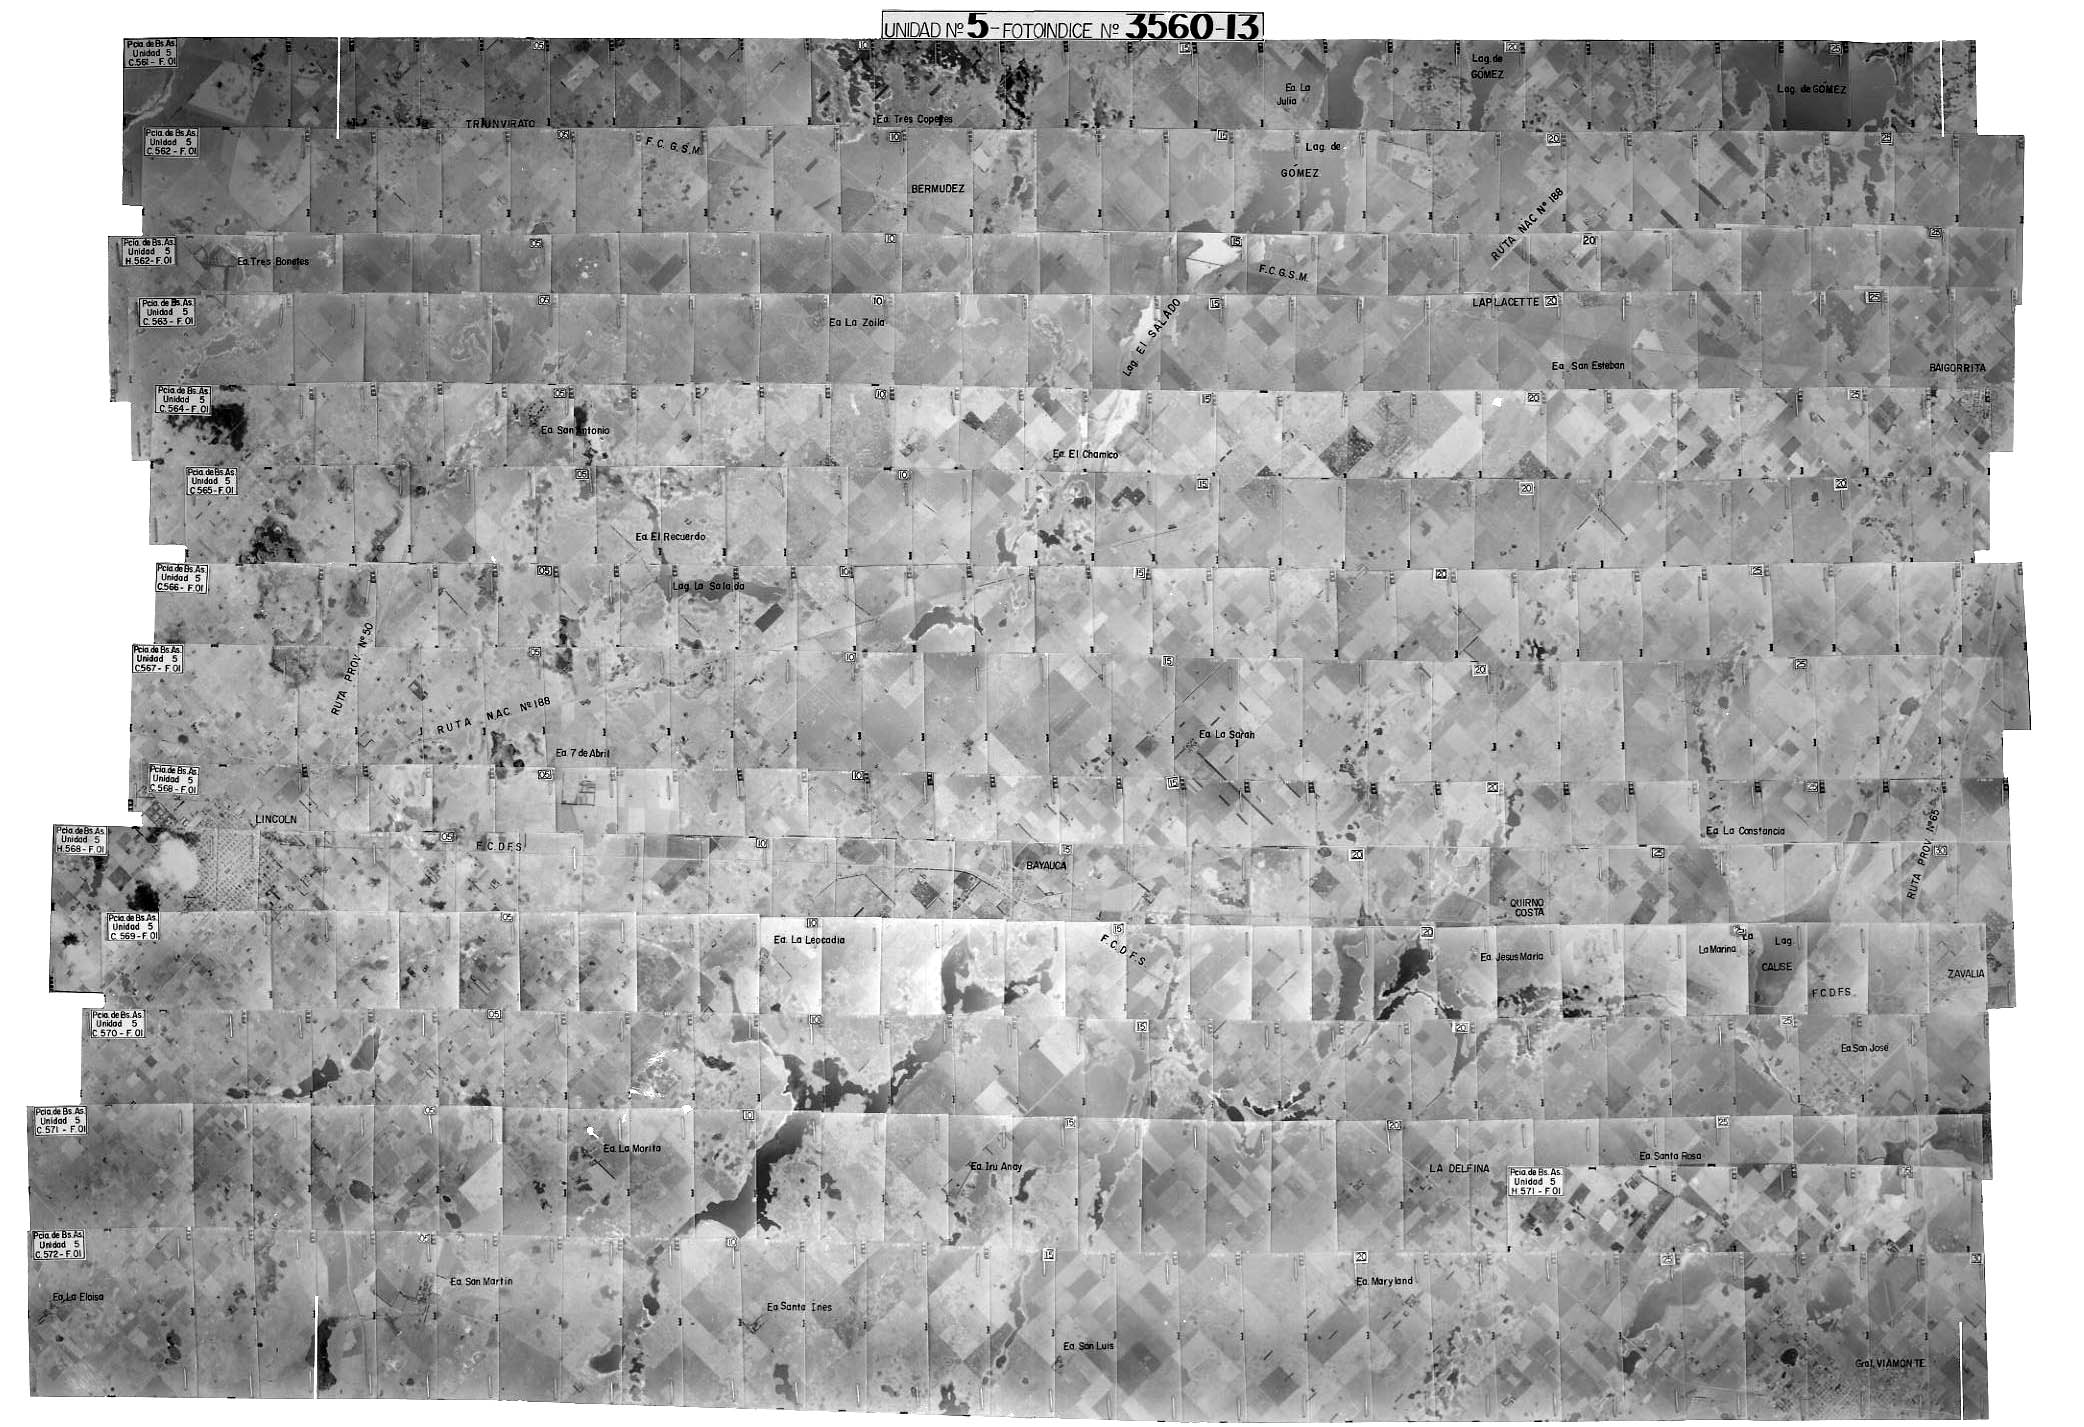 UNIDAD Nº 5 - FOTOINDICE Nº 3560-13
Pcia. de Bs. As.
Unidad 5
C.561 - F. 01
05
10
15
20
25
Lag. de
GÓMEZ
Ea. La
Julia
Lag. de GÓMEZ
TRIUNVIRATO
Ea. Tres Copetes
Pcia. de Bs. As.
Unidad 5
C.562 - F. 01
05
F. C. G. S. M.
10
15
20
25
Lag. de
GÓMEZ
BERMUDEZ
RUTA NAC Nº 188
Pcia. de Bs. As.
Unidad 5
H.562 - F. 01
Ea. Tres Bonetes
05
10
15
20
25
F. C. G. S. M.
Pcia. de Bs. As.
Unidad 5
C.563 - F. 01
05
10
15
LAPLACETTE
20
25
Ea. La Zoila
Lag. El SALADO
Ea. San Esteban
BAIGORRITA
Pcia. de Bs. As.
Unidad 5
C.564 - F. 01
05
10
15
20
25
Ea. San Antonio
Ea. El Chamico
Pcia. de Bs. As.
Unidad 5
C.565 - F. 01
05
10
15
20
20
Ea. El Recuerdo
Pcia. de Bs. As.
Unidad 5
C.566 - F. 01
05
10
15
20
25
Lag. La Salada
RUTA PROV. Nº 50
Pcia. de Bs. As.
Unidad 5
C.567 - F. 01
05
10
15
20
25
RUTA NAC. Nº 188
Ea. La Sarah
Ea. 7 de Abril
Pcia. de Bs. As.
Unidad 5
C.568 - F. 01
05
10
15
20
25
LINCOLN
Ea. La Constancia
RUTA PROV. Nº 65
Pcia. de Bs. As.
Unidad 5
H.568 - F. 01
05
F. C. D. F. S.
10
15
20
25
30
BAYAUCA
QUIRNO
COSTA
Pcia. de Bs. As.
Unidad 5
C.569 - F. 01
05
10
15
20
Ea. La Leocadia
F. C. D. F. S.
Ea. Jesus Maria
Ea
La Marina
Lag.
CALISE
ZAVALIA
F. C. D. F. S.
Pcia. de Bs. As.
Unidad 5
C.570 - F. 01
05
10
15
20
25
Ea. San José
Pcia. de Bs. As.
Unidad 5
C.571 - F. 01
05
10
15
20
25
Ea. La Morita
Ea. Iru Anay
LA DELFINA
Ea. Santa Rosa
Pcia. de Bs. As.
Unidad 5
H.571 - F. 01
05
Pcia. de Bs. As.
Unidad 5
C.572 - F. 01
05
10
15
20
25
30
Ea. La Eloisa
Ea. San Martin
Ea. Santa Ines
Ea. Maryland
Ea. San Luis
Gral. VIAMONTE